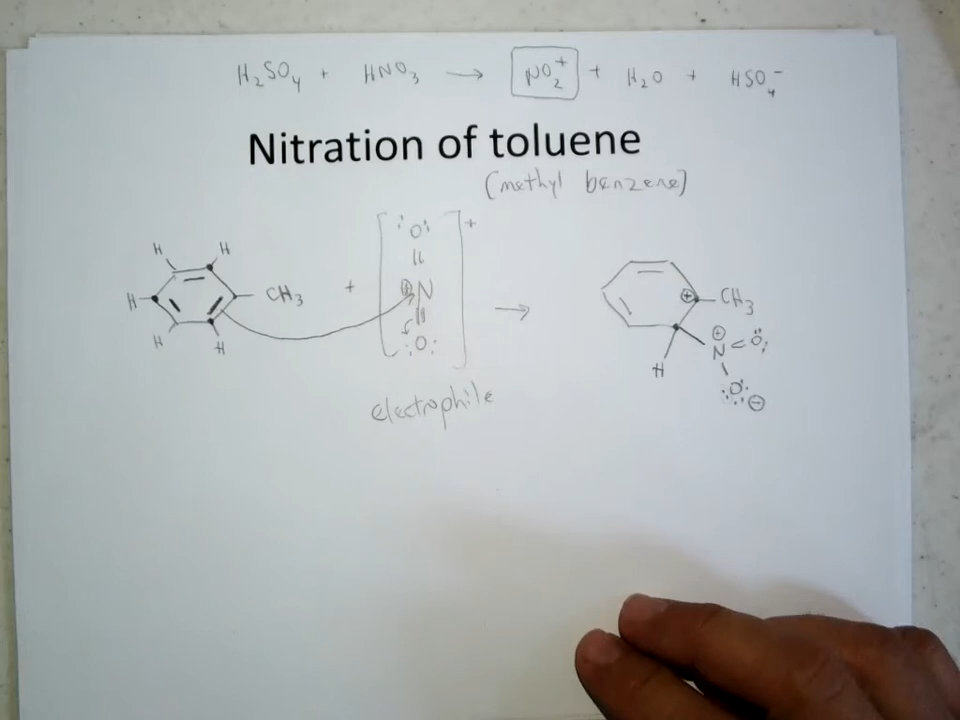 H₂SO₄ + HNO₃ → NO₂⁺ + H₂O + HSO₄⁻
Nitration of toluene
(methyl benzene)
H H
H CH₃
H H
+
[:O: = ⊕N = :O:]⁺
→
⊕ CH₃
H ⊕N = O:
O ⊖
electrophile